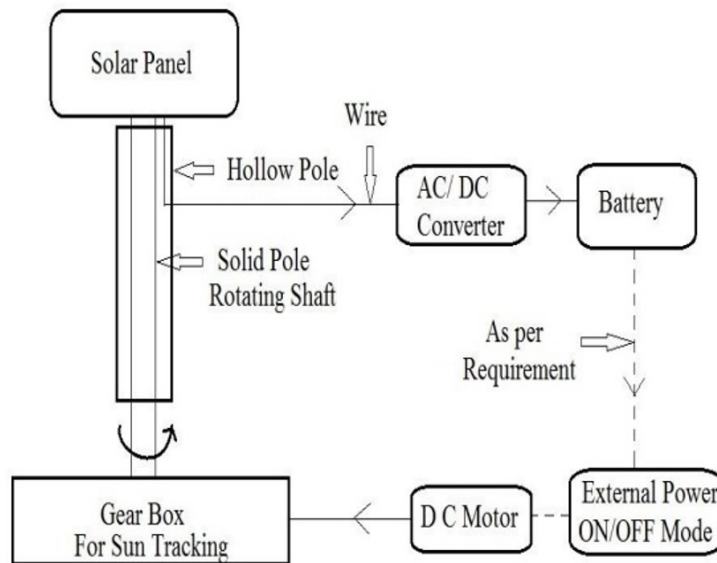 Solar Panel
Wire
Hollow Pole
AC/ DC
Converter
Battery
Solid Pole
Rotating Shaft
As per
Requirement
Gear Box
For Sun Tracking
D C Motor
External Power
ON/OFF Mode